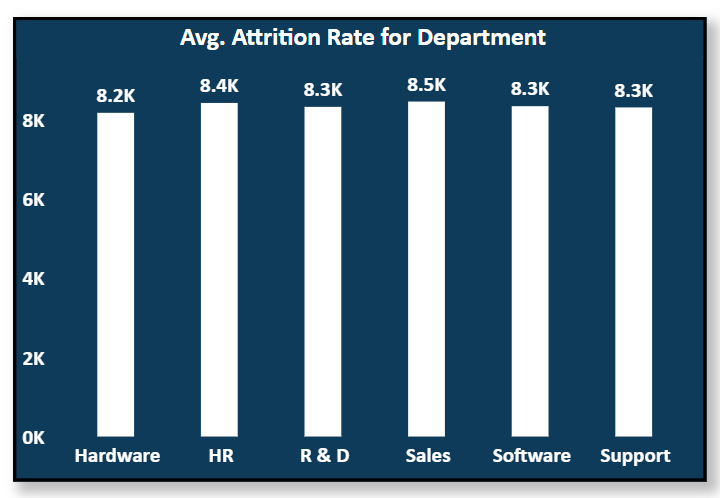 Avg. Attrition Rate for Department
8.2K
8.4K
8.3K
8.5K
8.3K
8.3K
8K
6K
4K
2K
0K
Hardware
HR
R & D
Sales
Software
Support